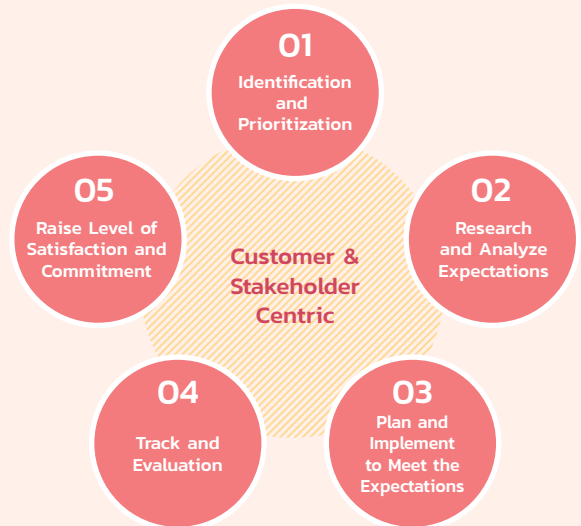 01
Identification
and
Prioritization
02
Research
and Analyze
Expectations
03
Plan and
Implement
to Meet the
Expectations
04
Track and
Evaluation
05
Raise Level of
Satisfaction and
Commitment
Customer &
Stakeholder
Centric